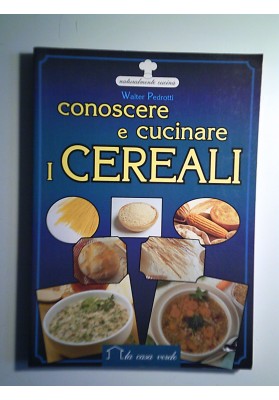 naturalmente cucina
Walter Pedrotti
conoscere
e cucinare
I CEREALI
la casa verde